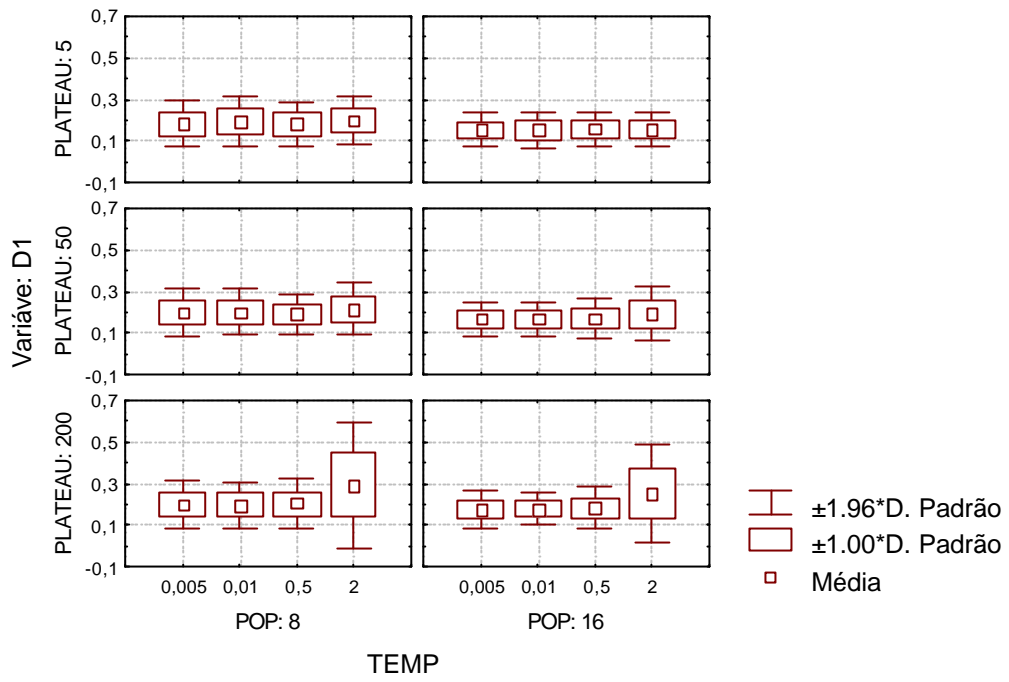 Variáve: D1
PLATEAU: 5
0,7
0,5
0,3
0,1
-0,1
PLATEAU: 50
0,7
0,5
0,3
0,1
-0,1
PLATEAU: 200
0,7
0,5
0,3
0,1
-0,1
0,005 0,01 0,5 2
0,005 0,01 0,5 2
POP: 8
POP: 16
TEMP
±1.96*D. Padrão
±1.00*D. Padrão
Média